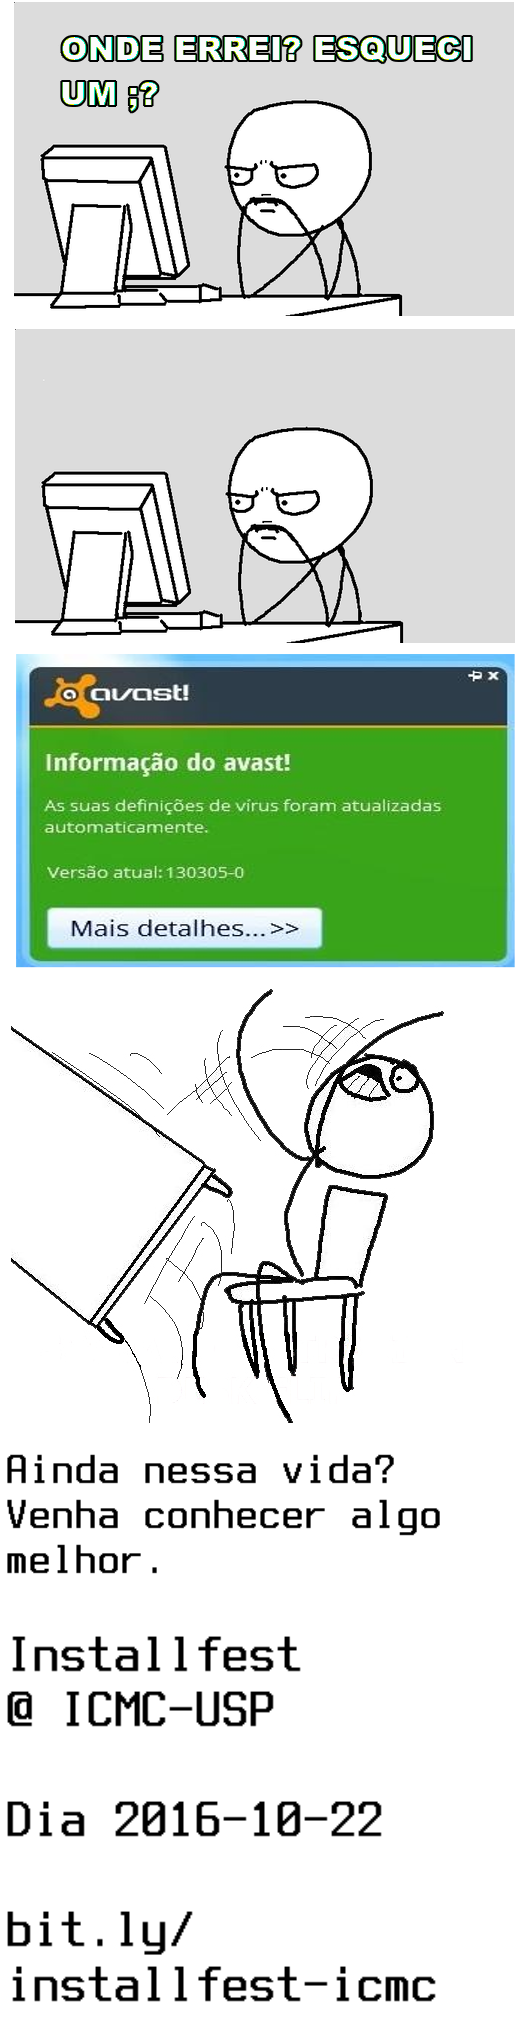 ONDE ERREI? ESQUECI
UM ;?
avast!
Informação do avast!
As suas definições de vírus foram atualizadas
automaticamente.
Versão atual: 130305-0
Mais detalhes... >>
Ainda nessa vida?
Venha conhecer algo
melhor.
Installfest
@ ICMC-USP
Dia 2016-10-22
bit.ly/
installfest-icmc